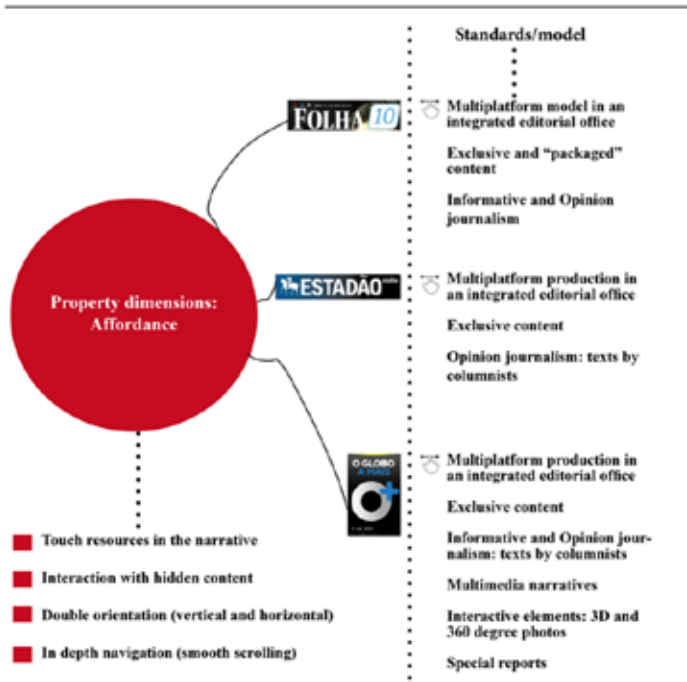 Standards/model
FOLHA 10
Multiplatform model in an
integrated editorial office
Exclusive and “packaged”
content
Informative and Opinion
journalism
Property dimensions:
Affordance
ESTADÃO
Multiplatform production in
an integrated editorial office
Exclusive content
Opinion journalism: texts by
columnists
O GLOBO
A MAIS
Multiplatform production in
an integrated editorial office
Exclusive content
Informative and Opinion jour-
nalism: texts by columnists
Multimedia narratives
Interactive elements: 3D and
360 degree photos
Special reports
Touch resources in the narrative
Interaction with hidden content
Double orientation (vertical and horizontal)
In depth navigation (smooth scrolling)